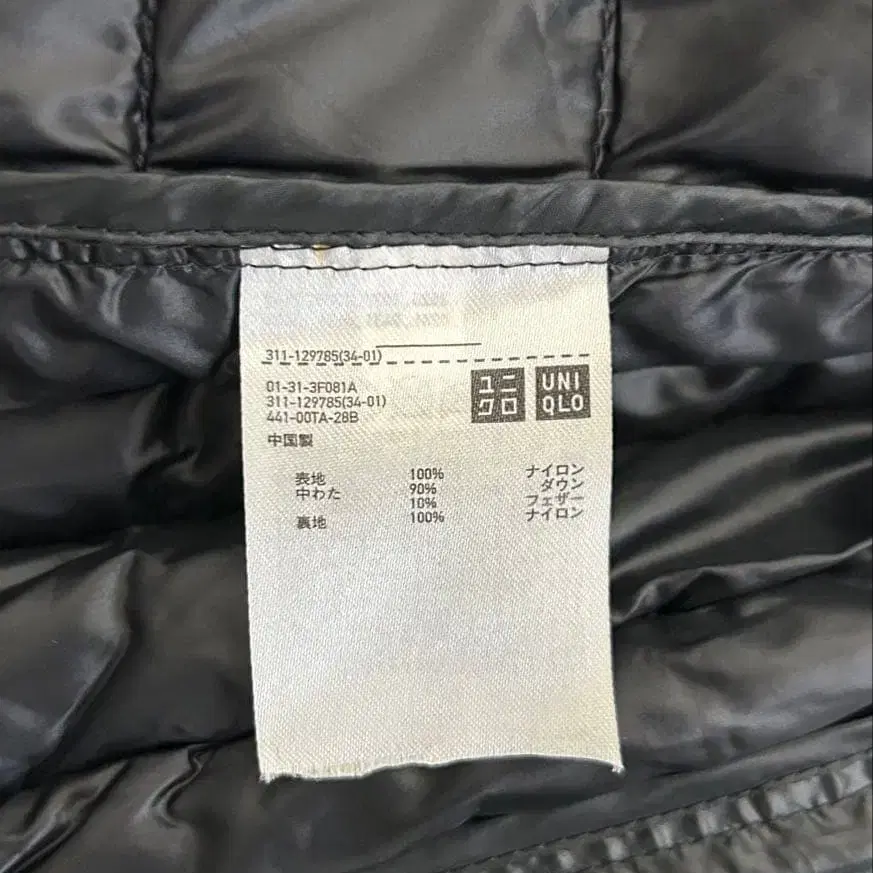 311-129785(34-01)
01-31-3F081A
311-129785(34-01)
441-00TA-28B
ユニクロ
UNIQLO
中国製
表地 100% ナイロン
中わた 90% ダウン
10% フェザー
裏地 100% ナイロン